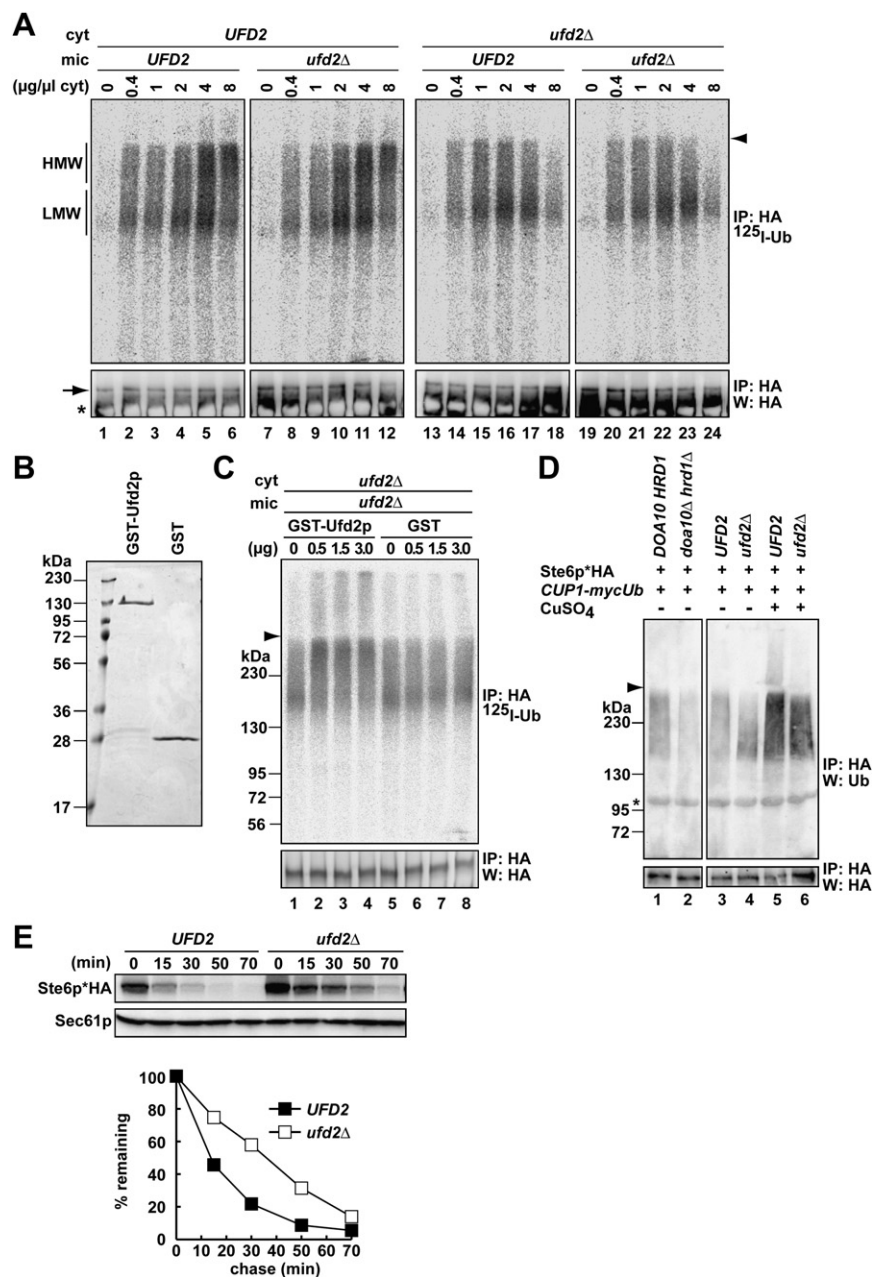 A
cyt UFD2 ufd2Δ
mic UFD2 ufd2Δ UFD2 ufd2Δ
(μg/μl cyt) 0 0.4 1 2 4 8 0 0.4 1 2 4 8 0 0.4 1 2 4 8 0 0.4 1 2 4 8
HMW
LMW
IP: HA
125I-Ub
IP: HA
W: HA
*
1 2 3 4 5 6 7 8 9 10 11 12 13 14 15 16 17 18 19 20 21 22 23 24
B
GST-Ufd2p GST
kDa
230
130
95
72
56
36
28
17
C
cyt ufd2Δ
mic ufd2Δ
GST-Ufd2p GST
(μg) 0 0.5 1.5 3.0 0 0.5 1.5 3.0
kDa
230
130
95
72
56
IP: HA
125I-Ub
IP: HA
W: HA
1 2 3 4 5 6 7 8
D
DOA10 HRD1 doa10Δ hrd1Δ UFD2 ufd2Δ UFD2 ufd2Δ
Ste6p*HA + + + + + +
CUP1-mycUb + + + + + +
CuSO4 - - - - + +
kDa
230
130
95
72
*
IP: HA
W: Ub
IP: HA
W: HA
1 2 3 4 5 6
E
UFD2 ufd2Δ
(min) 0 15 30 50 70 0 15 30 50 70
Ste6p*HA
Sec61p
% remaining
100
80
60
40
20
0
UFD2
ufd2Δ
0 10 20 30 40 50 60 70
chase (min)